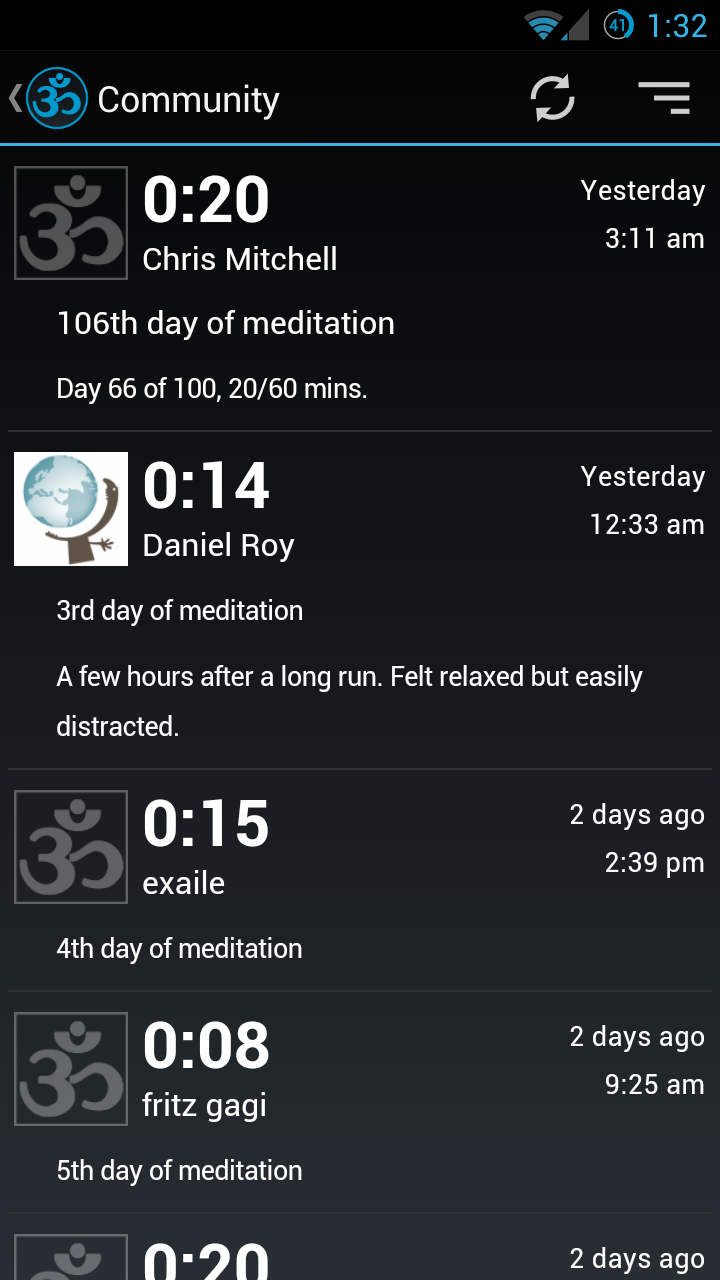 41 1:32
ॐ Community
0:20 Yesterday
Chris Mitchell 3:11 am
106th day of meditation
Day 66 of 100, 20/60 mins.
0:14 Yesterday
Daniel Roy 12:33 am
3rd day of meditation
A few hours after a long run. Felt relaxed but easily
distracted.
0:15 2 days ago
exaile 2:39 pm
4th day of meditation
0:08 2 days ago
fritz gagi 9:25 am
5th day of meditation
0:20 2 days ago